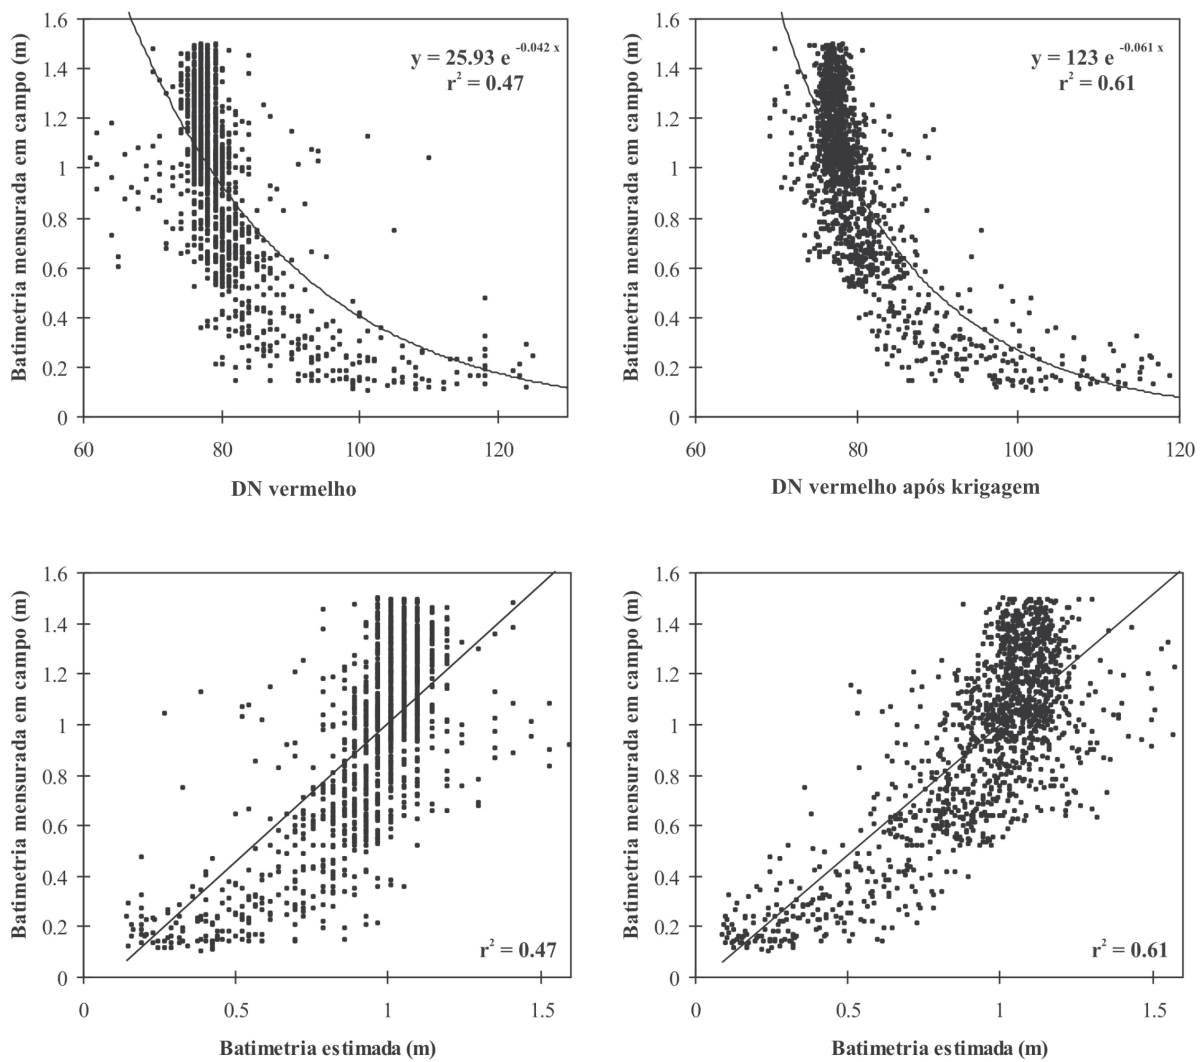 1.6
1.4
1.2
1
0.8
0.6
0.4
0.2
0
Batimetria mensurada em campo (m)
y = 25.93 e -0.042 x
r2 = 0.47
60 80 100 120
DN vermelho
1.6
1.4
1.2
1
0.8
0.6
0.4
0.2
0
Batimetria mensurada em campo (m)
y = 123 e -0.061 x
r2 = 0.61
60 80 100 120
DN vermelho após krigagem
1.6
1.4
1.2
1
0.8
0.6
0.4
0.2
0
Batimetria mensurada em campo (m)
r2 = 0.47
0 0.5 1 1.5
Batimetria estimada (m)
1.6
1.4
1.2
1
0.8
0.6
0.4
0.2
0
Batimetria mensurada em campo (m)
r2 = 0.61
0 0.5 1 1.5
Batimetria estimada (m)